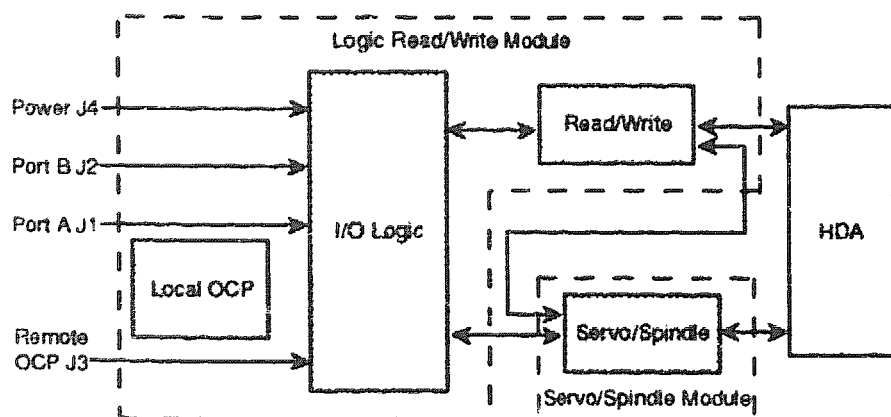 Logic Read/Write Module
Power J4
Read/Write
Port B J2
Port A J1
I/O Logic
HDA
Local OCP
Remote
OCP J3
Servo/Spindle
Servo/Spindle Module